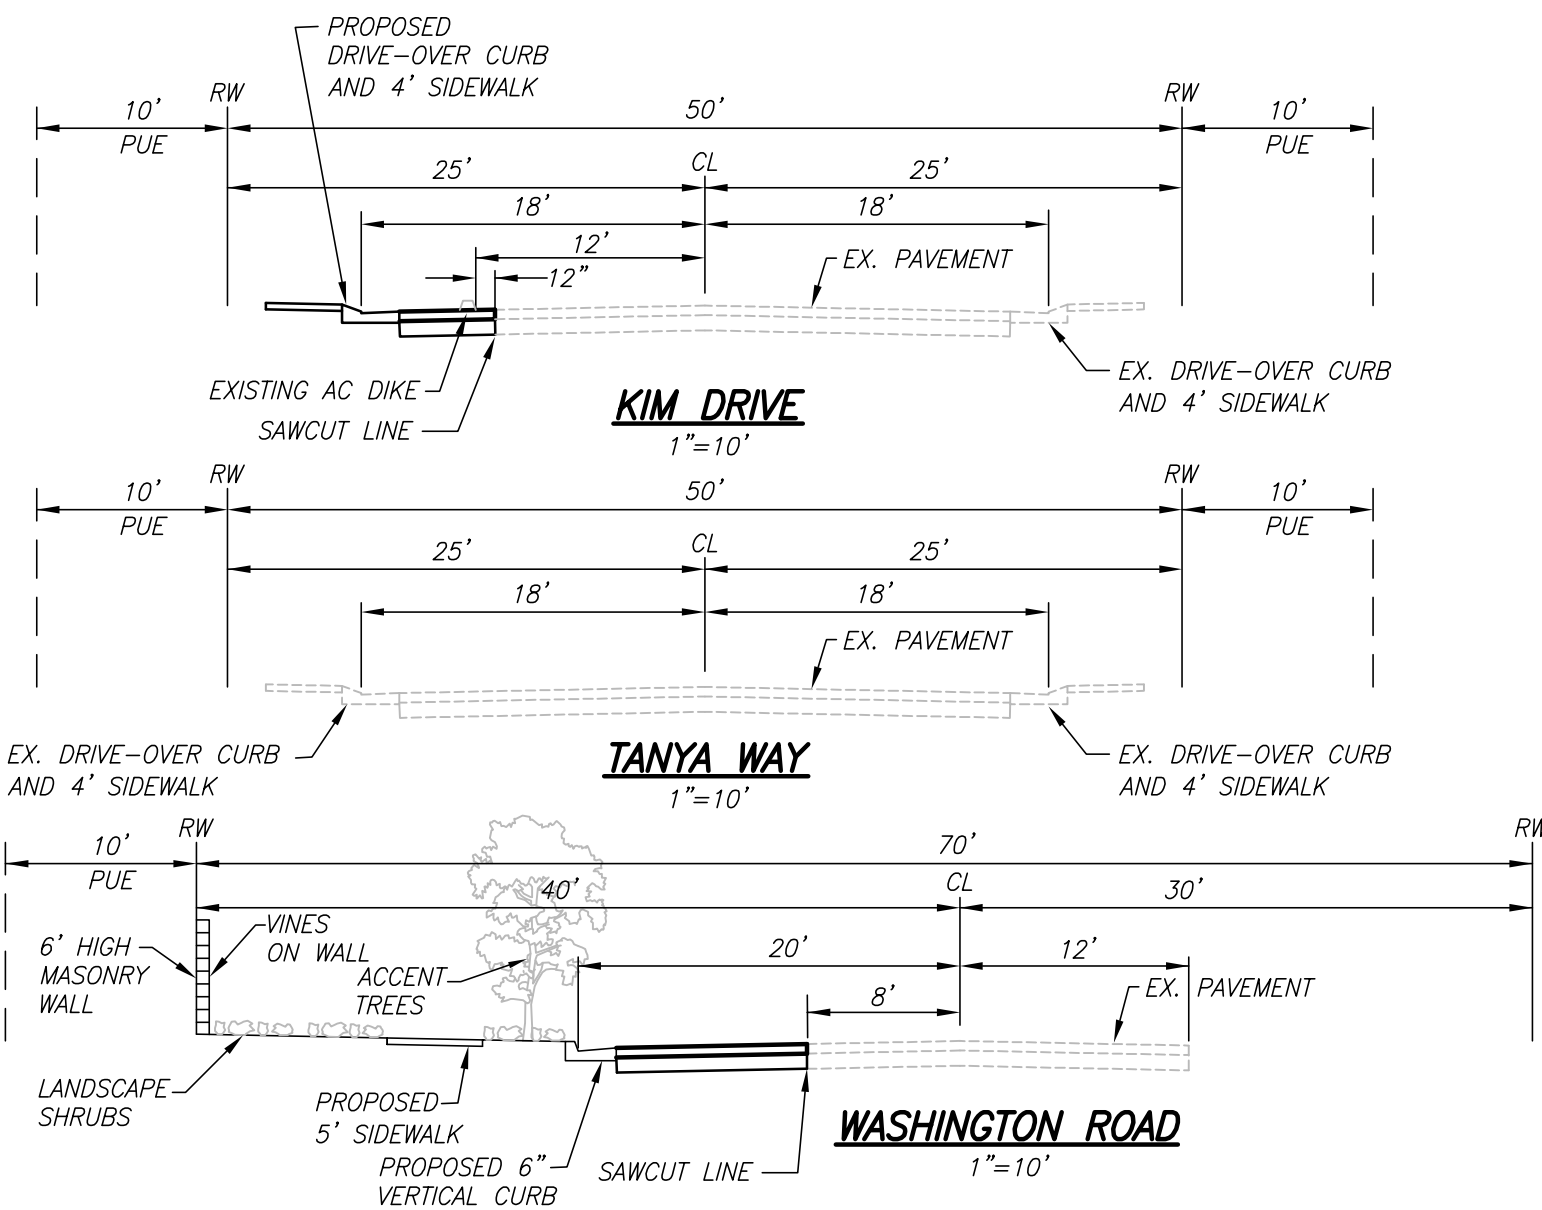 PROPOSED
DRIVE-OVER CURB
AND 4' SIDEWALK
RW
RW
10'
50'
10'
PUE
PUE
CL
25'
25'
18'
18'
12'
12"
EX. PAVEMENT
EXISTING AC DIKE
SAWCUT LINE
EX. DRIVE-OVER CURB
AND 4' SIDEWALK
KIM DRIVE
1"=10'
RW
RW
10'
50'
10'
PUE
PUE
CL
25'
25'
18'
18'
EX. PAVEMENT
EX. DRIVE-OVER CURB
AND 4' SIDEWALK
EX. DRIVE-OVER CURB
AND 4' SIDEWALK
TANYA WAY
1"=10'
RW
RW
10'
70'
PUE
CL
40'
30'
VINES
ON WALL
6' HIGH
MASONRY
WALL
ACCENT
TREES
20'
12'
8'
EX. PAVEMENT
LANDSCAPE
SHRUBS
PROPOSED
5' SIDEWALK
PROPOSED 6"
VERTICAL CURB
SAWCUT LINE
WASHINGTON ROAD
1"=10'